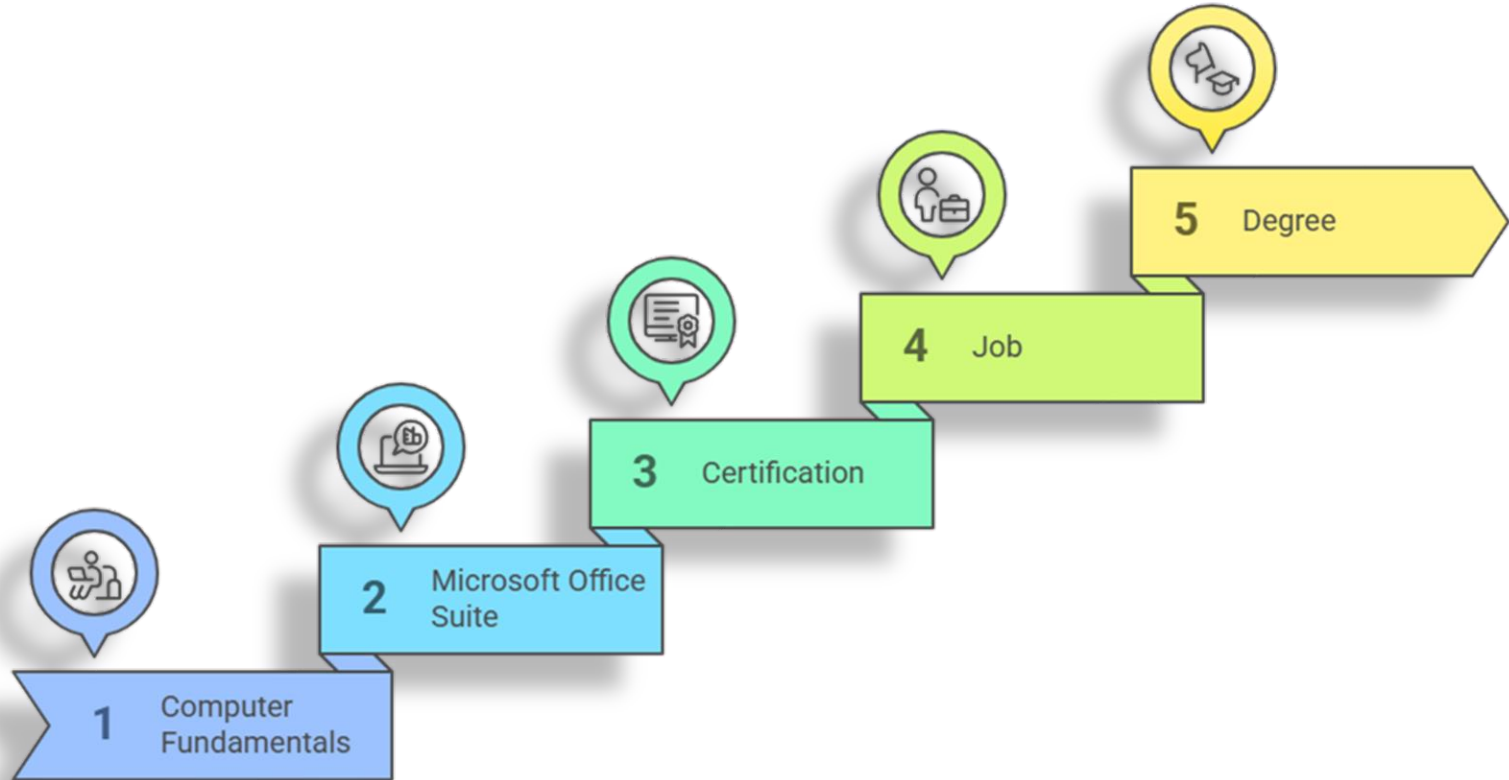 1
Computer
Fundamentals
2
Microsoft Office
Suite
3
Certification
4
Job
5
Degree